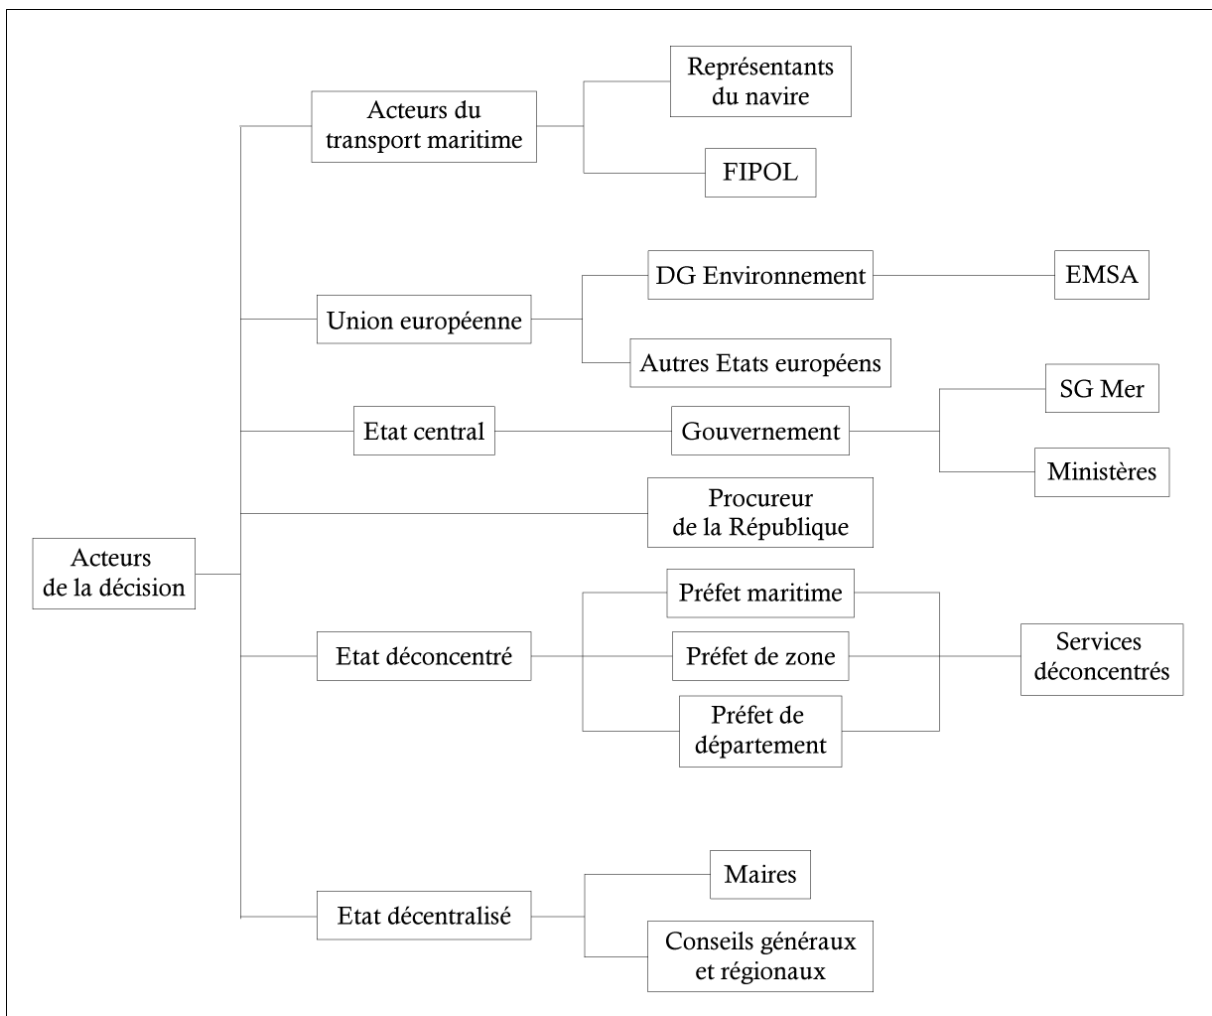 Représentants
du navire
Acteurs du
transport maritime
FIPOL
DG Environnement
EMSA
Union européenne
Autres Etats européens
SG Mer
Etat central
Gouvernement
Ministères
Procureur
de la République
Acteurs
de la décision
Préfet maritime
Etat déconcentré
Préfet de zone
Services
déconcentrés
Préfet de
département
Maires
Etat décentralisé
Conseils généraux
et régionaux